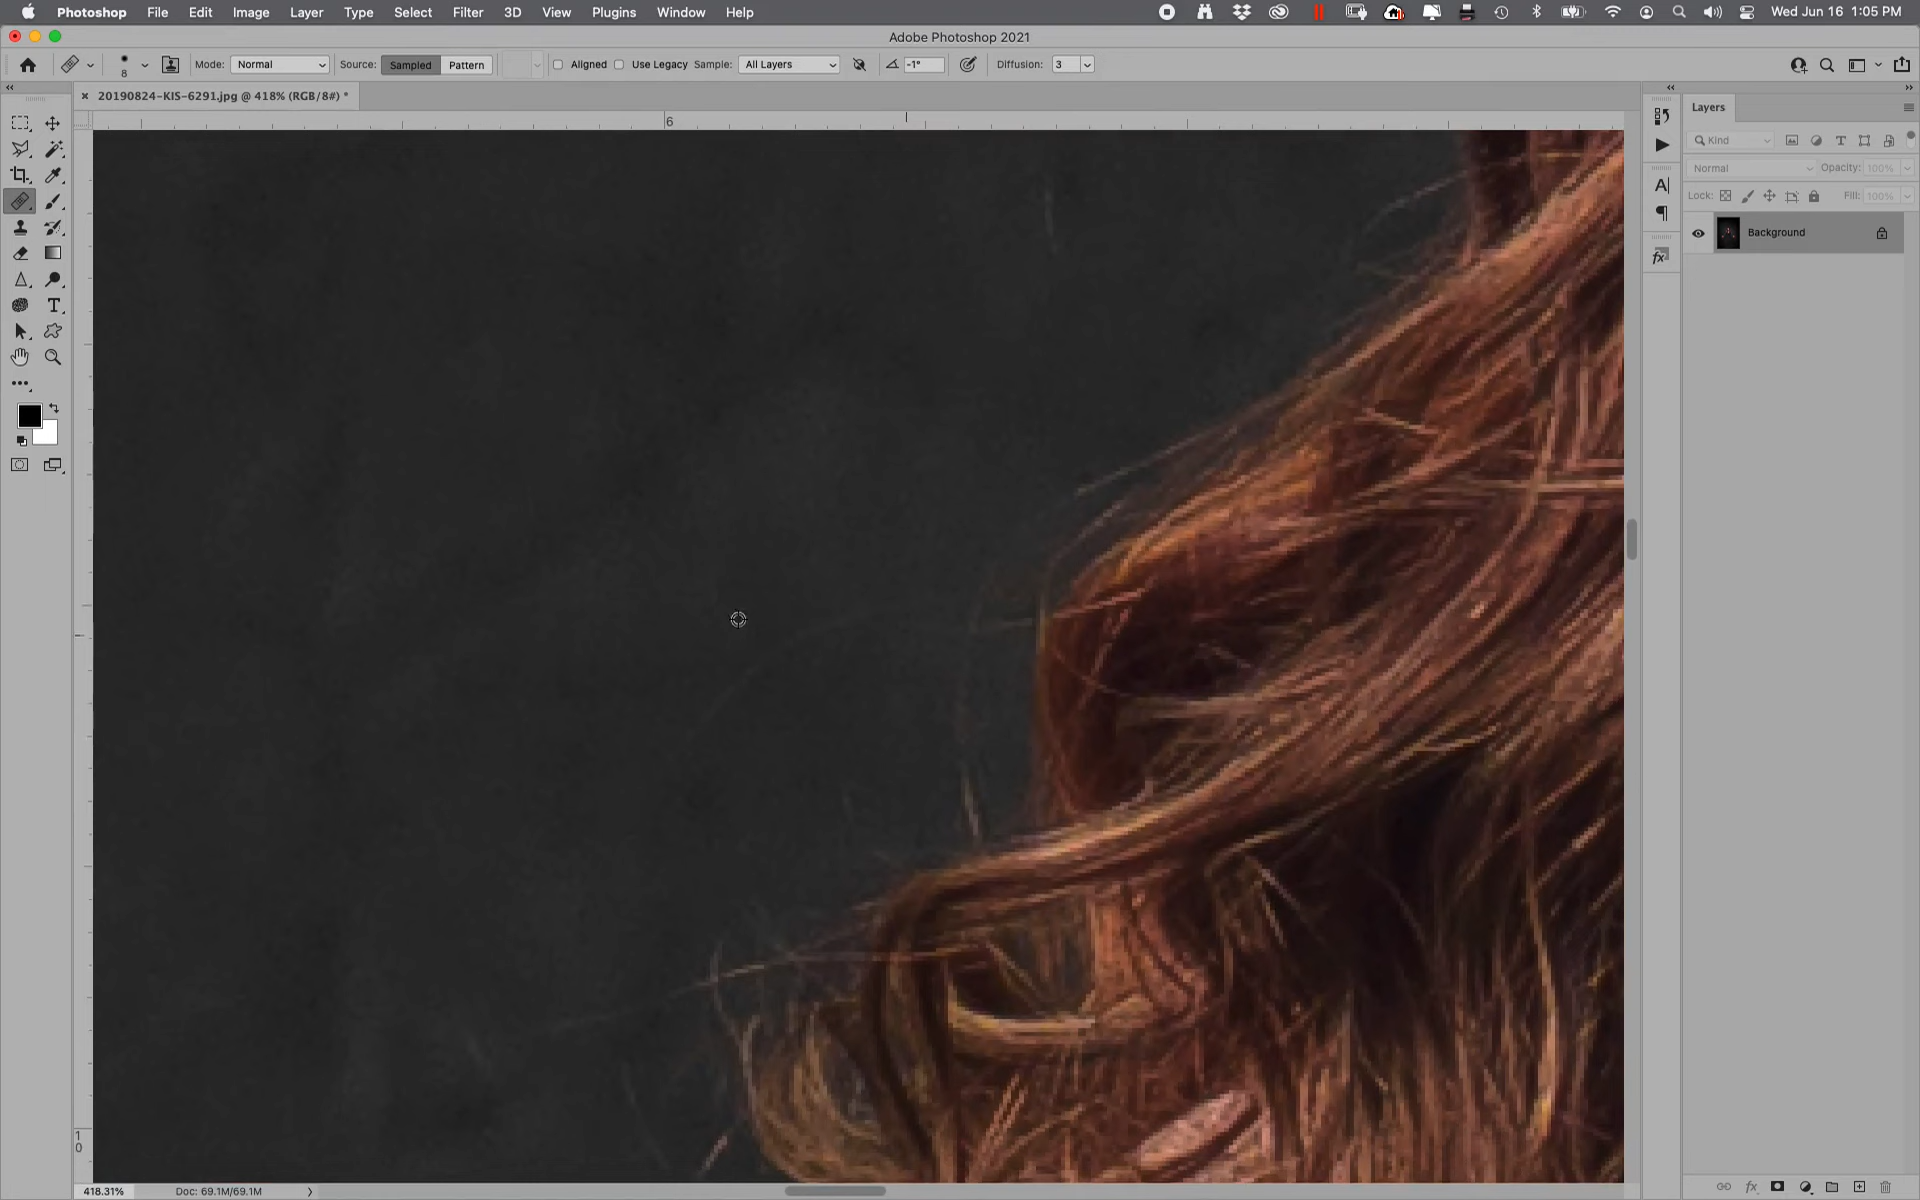 Photoshop File Edit Image Layer Type Select Filter 3D View Plugins Window Help Wed Jun 16 1:05 PM
Adobe Photoshop 2021
8 Mode: Normal Source: Sampled Pattern Aligned Use Legacy Sample: All Layers -1° Diffusion: 3
20190824-KIS-6291.jpg @ 418% (RGB/8#) *
Layers
6
Kind
Normal Opacity: 100%
Lock: Fill: 100%
Background
10
418.31% Doc: 69.1M/69.1M